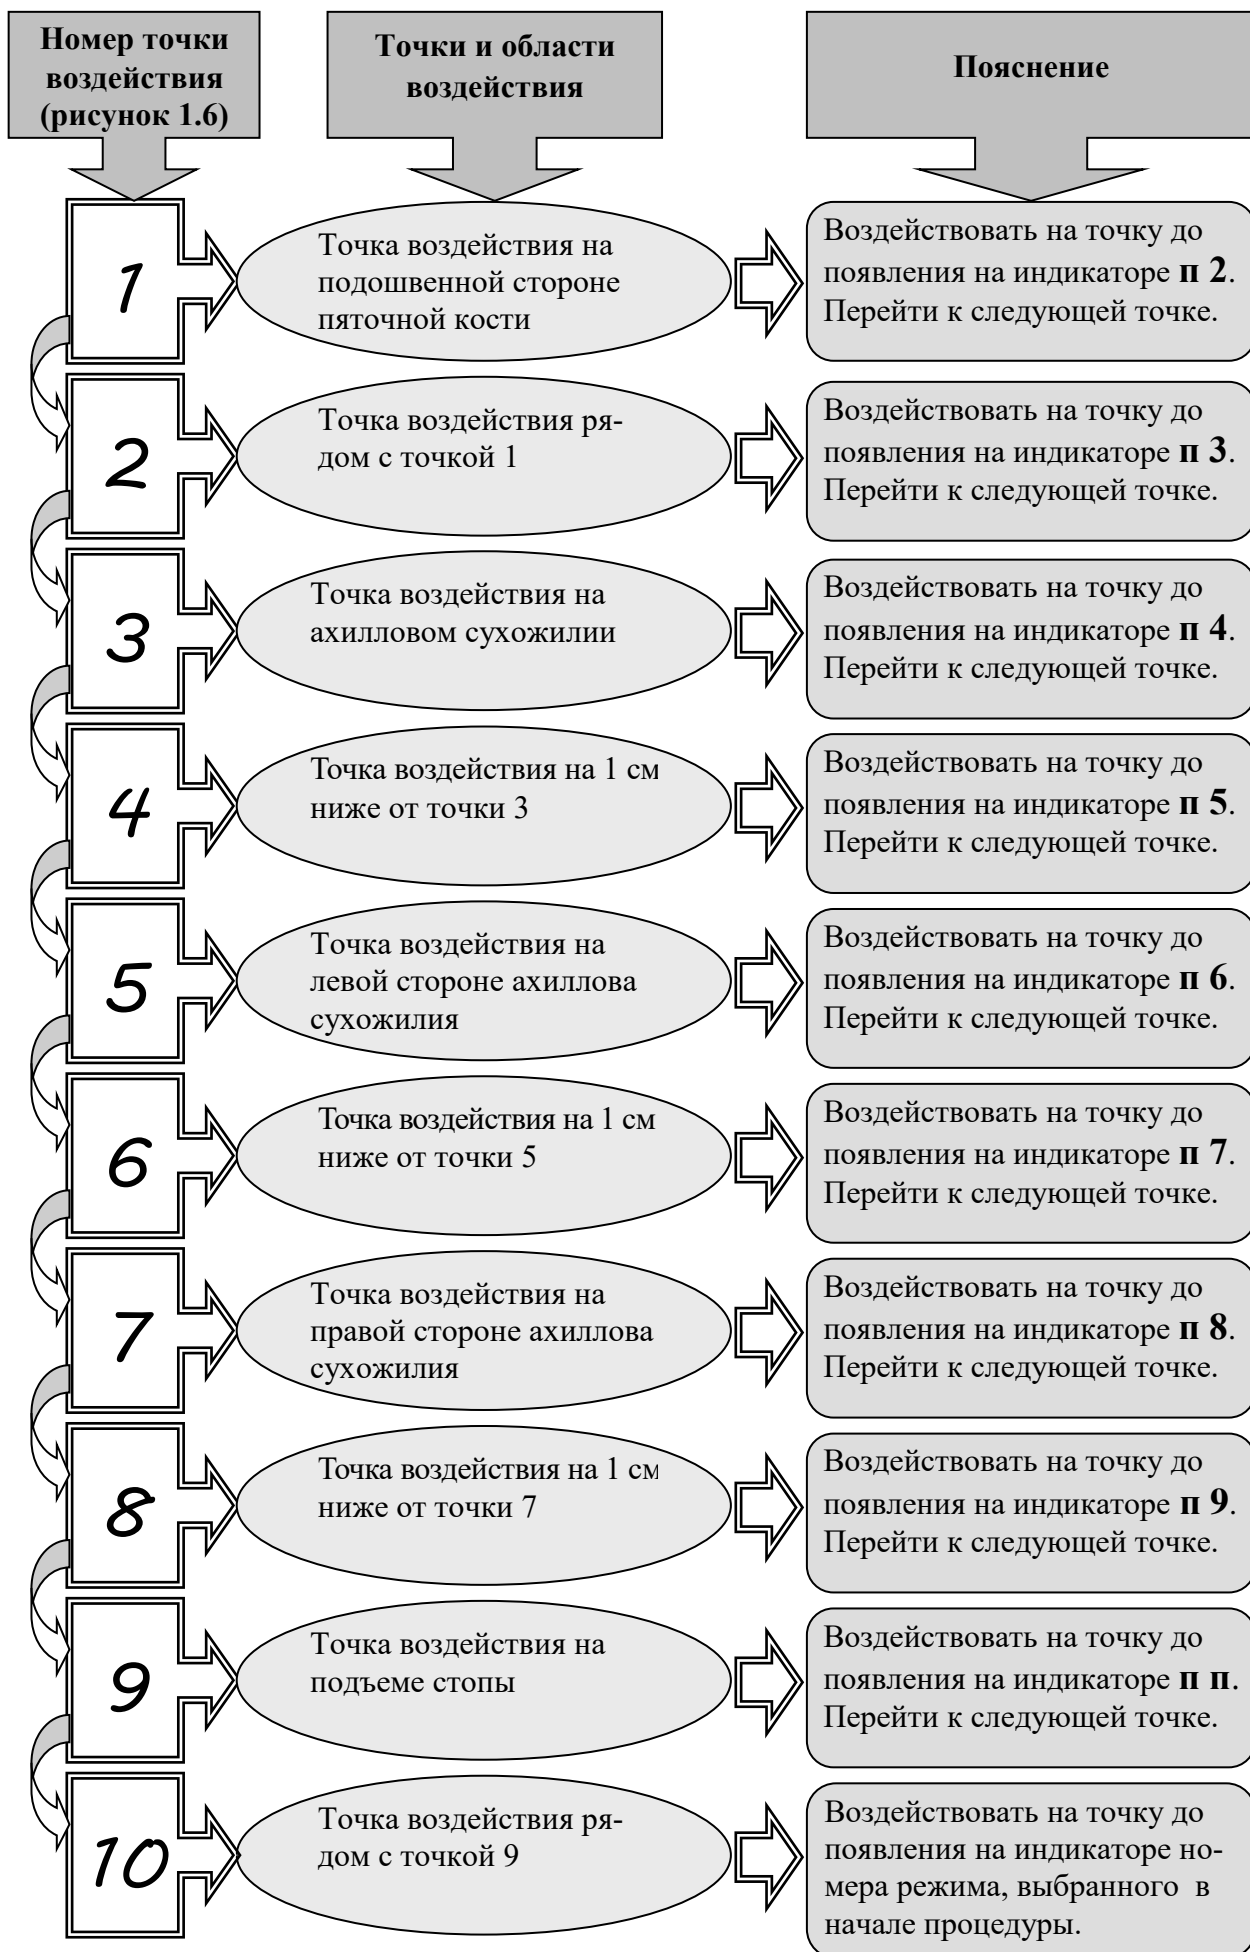 Номер точки
воздействия
(рисунок 1.6)
Точки и области
воздействия
Пояснение
1
Точка воздействия на
подошвенной стороне
пяточной кости
Воздействовать на точку до
появления на индикаторе п 2.
Перейти к следующей точке.
2
Точка воздействия ря-
дом с точкой 1
Воздействовать на точку до
появления на индикаторе п 3.
Перейти к следующей точке.
3
Точка воздействия на
ахилловом сухожилии
Воздействовать на точку до
появления на индикаторе п 4.
Перейти к следующей точке.
4
Точка воздействия на 1 см
ниже от точки 3
Воздействовать на точку до
появления на индикаторе п 5.
Перейти к следующей точке.
5
Точка воздействия на
левой стороне ахиллова
сухожилия
Воздействовать на точку до
появления на индикаторе п 6.
Перейти к следующей точке.
6
Точка воздействия на 1 см
ниже от точки 5
Воздействовать на точку до
появления на индикаторе п 7.
Перейти к следующей точке.
7
Точка воздействия на
правой стороне ахиллова
сухожилия
Воздействовать на точку до
появления на индикаторе п 8.
Перейти к следующей точке.
8
Точка воздействия на 1 см
ниже от точки 7
Воздействовать на точку до
появления на индикаторе п 9.
Перейти к следующей точке.
9
Точка воздействия на
подъеме стопы
Воздействовать на точку до
появления на индикаторе п п.
Перейти к следующей точке.
10
Точка воздействия ря-
дом с точкой 9
Воздействовать на точку до
появления на индикаторе но-
мера режима, выбранного в
начале процедуры.